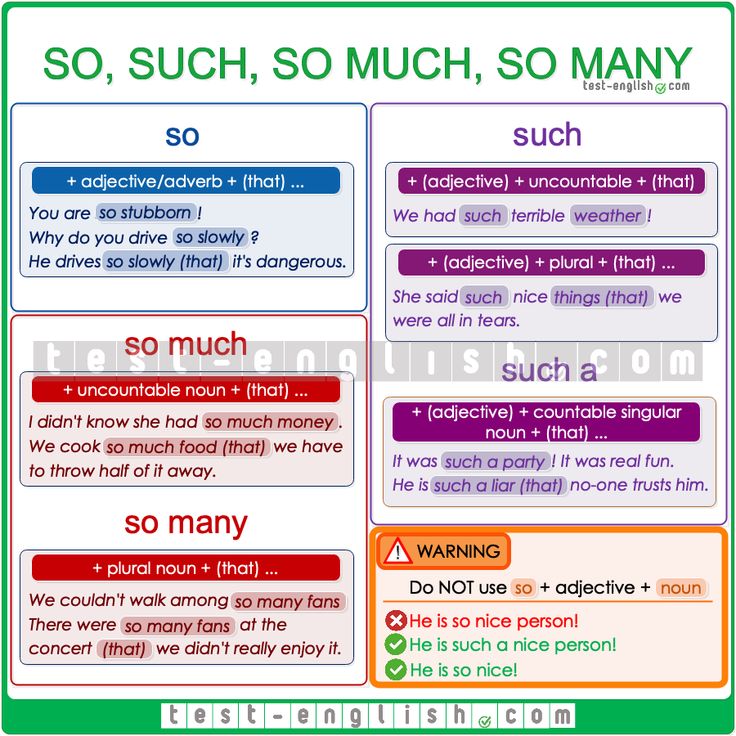 SO, SUCH, SO MUCH, SO MANY
test-english.com
so
+ adjective/adverb + (that) ...
You are so stubborn!
Why do you drive so slowly?
He drives so slowly (that) it's dangerous.
such
+ (adjective) + uncountable + (that)
We had such terrible weather!
+ (adjective) + plural + (that) ...
She said such nice things (that) we
were all in tears.
test-english.com
so much
+ uncountable noun + (that) ...
I didn't know she had so much money.
We cook so much food (that) we have
to throw half of it away.
such a
+ (adjective) + countable singular
noun + (that) ...
It was such a party! It was real fun.
He is such a liar (that) no-one trusts him.
so many
+ plural noun + (that) ...
We couldn't walk among so many fans
There were so many fans at the
concert (that) we didn't really enjoy it.
WARNING
Do NOT use so + adjective + noun
He is so nice person!
He is such a nice person!
He is so nice!
test-english.com